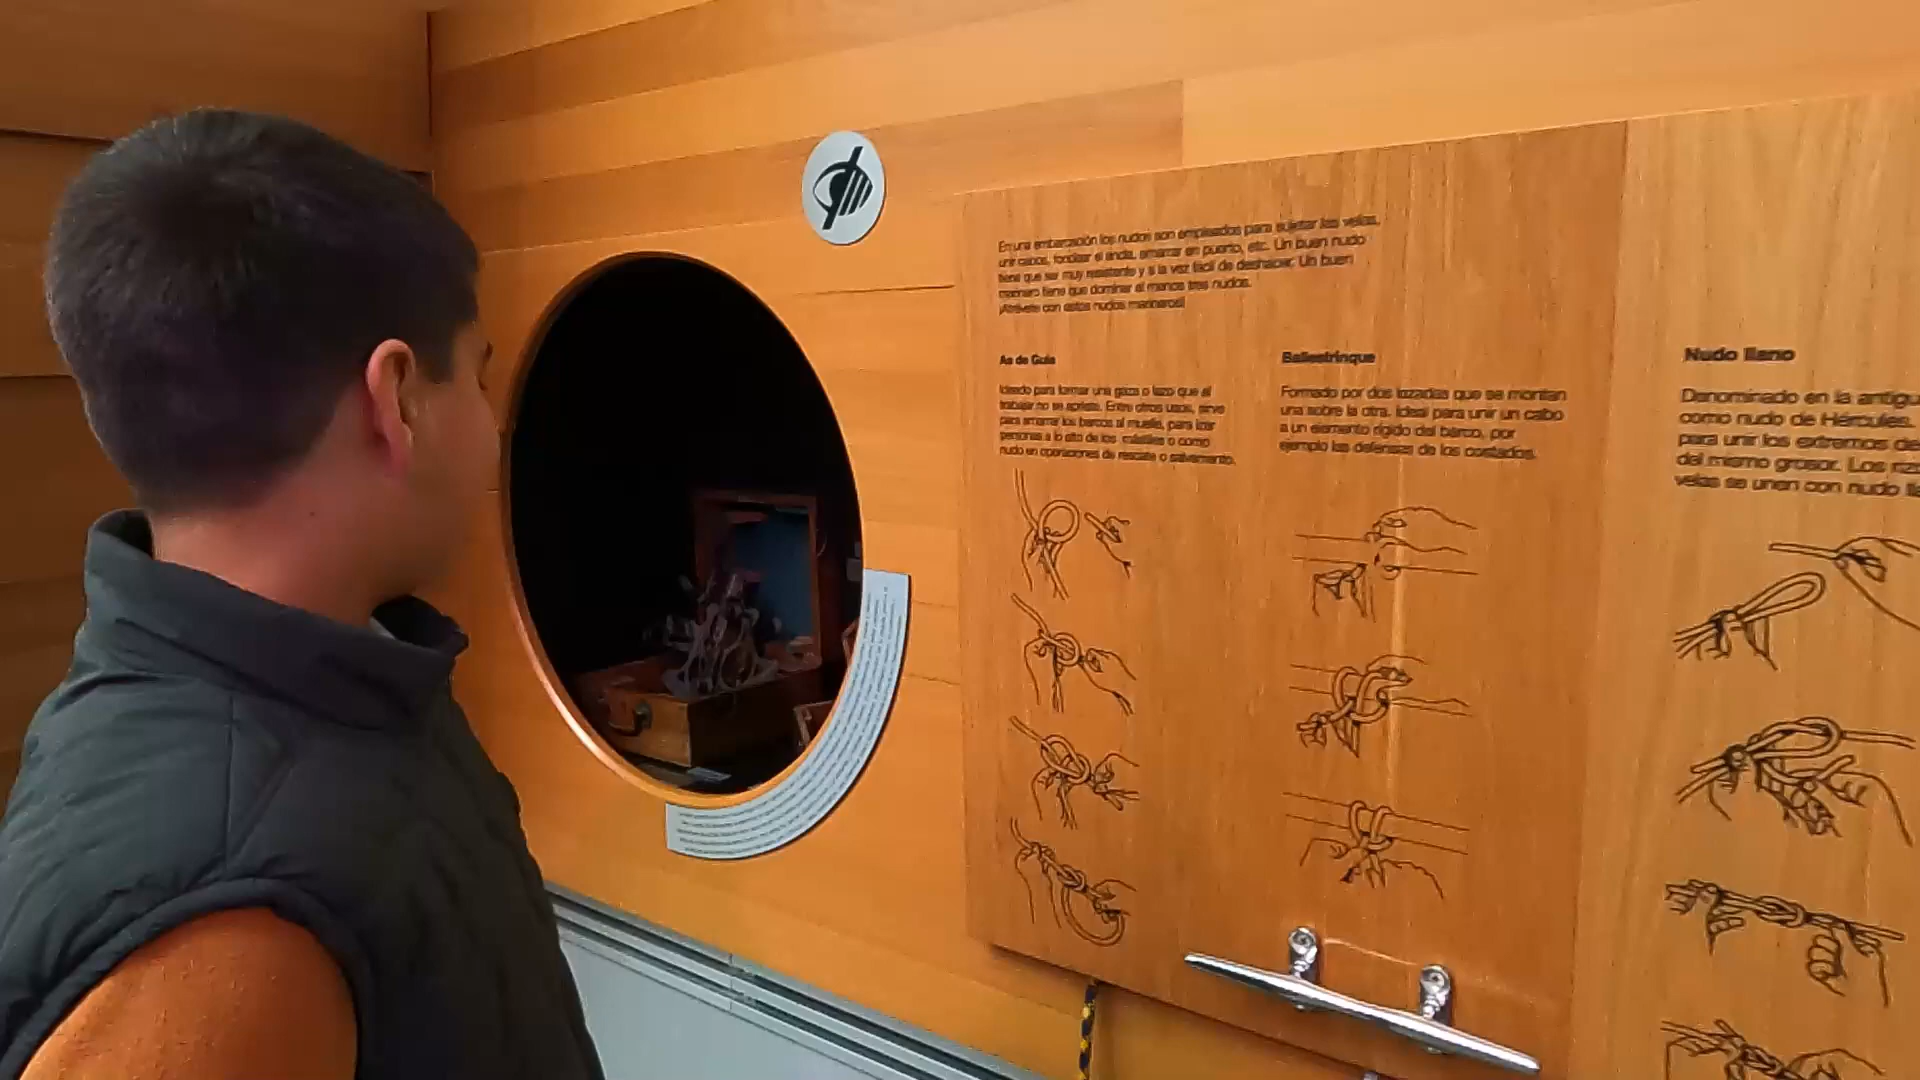 En una embarcación los nudos son empleados para sujetar las velas,
unir cabos, fondear el ancla, amarrar en puerto, etc. Un buen nudo
tiene que ser muy resistente y a la vez fácil de deshacer. Un buen
marinero tiene que dominar al menos tres nudos.
¡Atrévete con estos nudos marineros!
As de Guía
Ideado para formar una gaza o lazo que al
trabajar no se apriete. Entre otros usos, sirve
para amarrar los barcos al muelle, para izar
personas a lo alto de los mástiles o como
nudo en operaciones de rescate o salvamento.
Ballestrinque
Formado por dos lazadas que se montan
una sobre la otra. Ideal para unir un cabo
a un elemento rígido del barco, por
ejemplo las defensas de los costados.
Nudo llano
Denominado en la antigu
como nudo de Hércules.
para unir los extremos de
del mismo grosor. Los riz
velas se unen con nudo lla